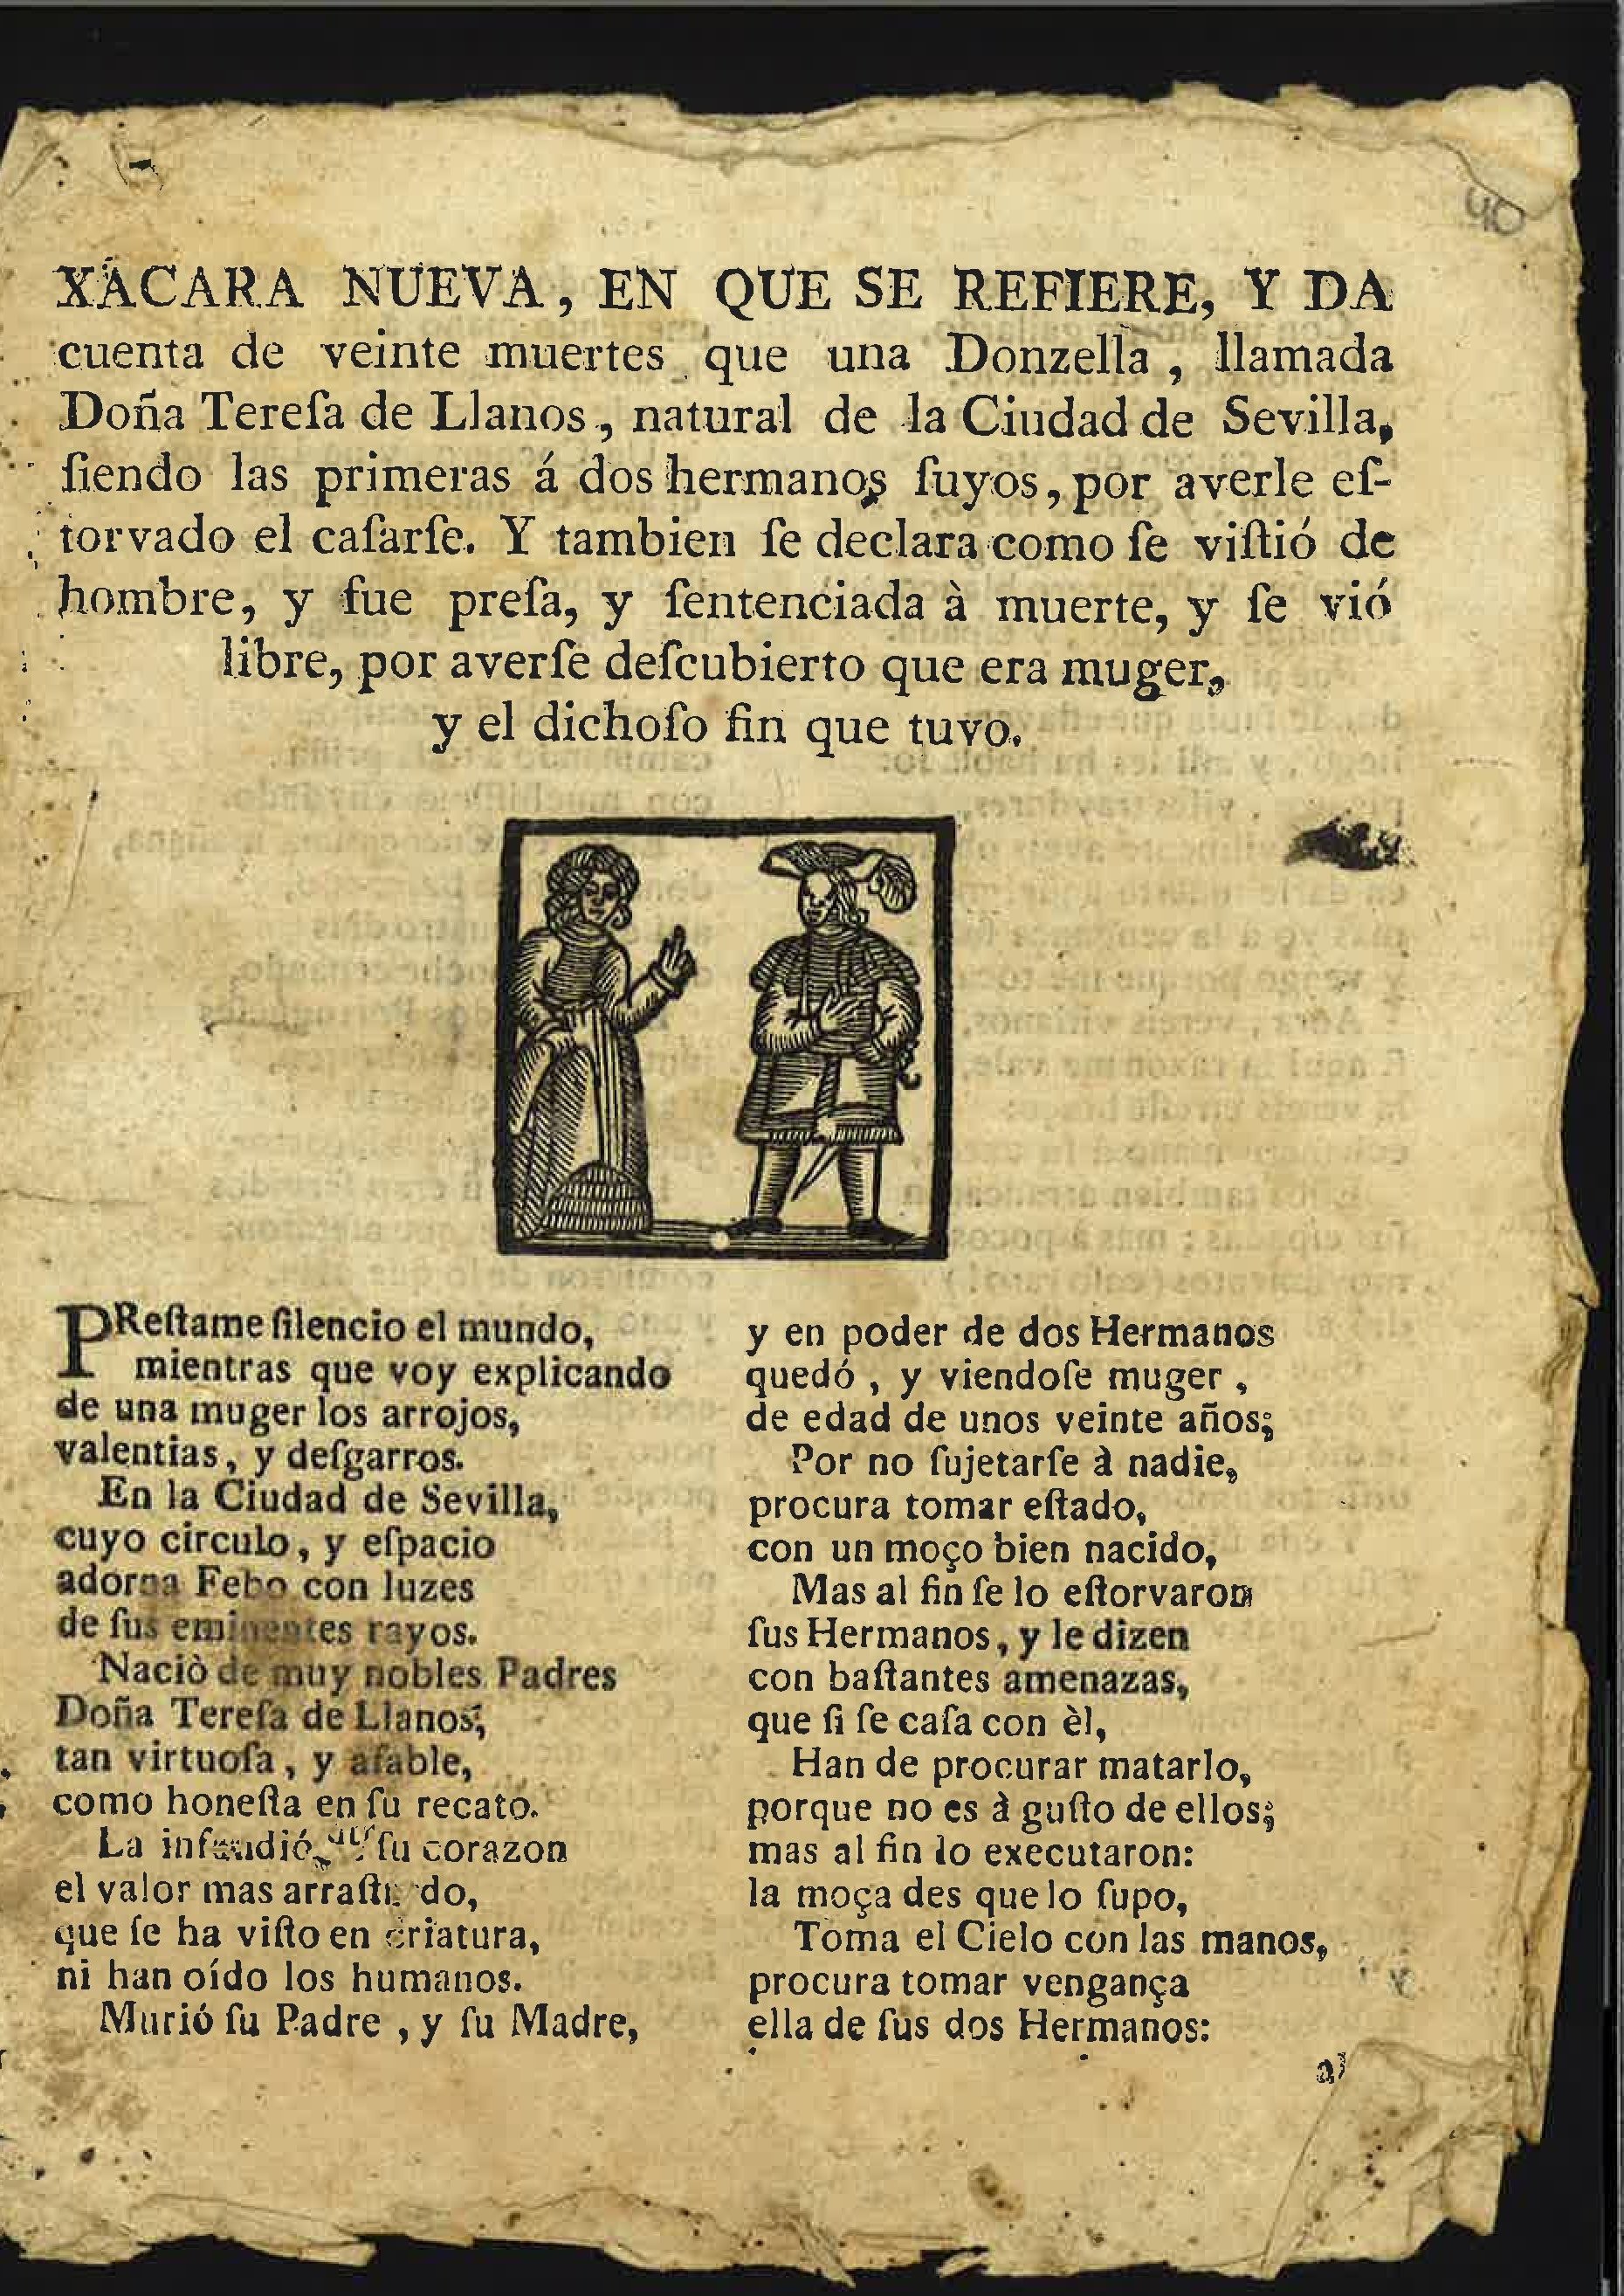 40
XÁCARA NUEVA, EN QUE SE REFIERE, Y DA
cuenta de veinte muertes que una Donzella, llamada
Doña Tereſa de Llanos, natural de la Ciudad de Sevilla,
ſiendo las primeras á dos hermanos ſuyos, por averle eſ-
torvado el caſarſe. Y tambien ſe declara como ſe viſtió de
hombre, y fue preſa, y ſentenciada à muerte, y ſe vió
libre, por averſe deſcubierto que era muger,
y el dichoſo fin que tuvo.
PReſtame ſilencio el mundo,
mientras que voy explicando
de una muger los arrojos,
valentias, y deſgarros.
En la Ciudad de Sevilla,
cuyo circulo, y eſpacio
adorna Febo con luzes
de ſus eminentes rayos.
Naciò de muy nobles Padres
Doña Tereſa de Llanos,
tan virtuoſa, y afable,
como honeſta en ſu recato.
La ſu corazon
el valor mas
que ſe ha viſto en criatura,
ni han oído los humanos.
Murió ſu Padre, y ſu Madre,
y en poder de dos Hermanos
quedó, y viendoſe muger,
de edad de unos veinte años;
Por no ſujetarſe à nadie,
procura tomar eſtado,
con un moço bien nacido,
Mas al fin ſe lo eſtorvaron
ſus Hermanos, y le dizen
con baſtantes amenazas,
que ſi ſe caſa con èl,
Han de procurar matarlo,
porque no es à guſto de ellos;
mas al fin lo executaron:
la moça des que lo ſupo,
Toma el Cielo con las manos,
procura tomar vengança
ella de ſus dos Hermanos: